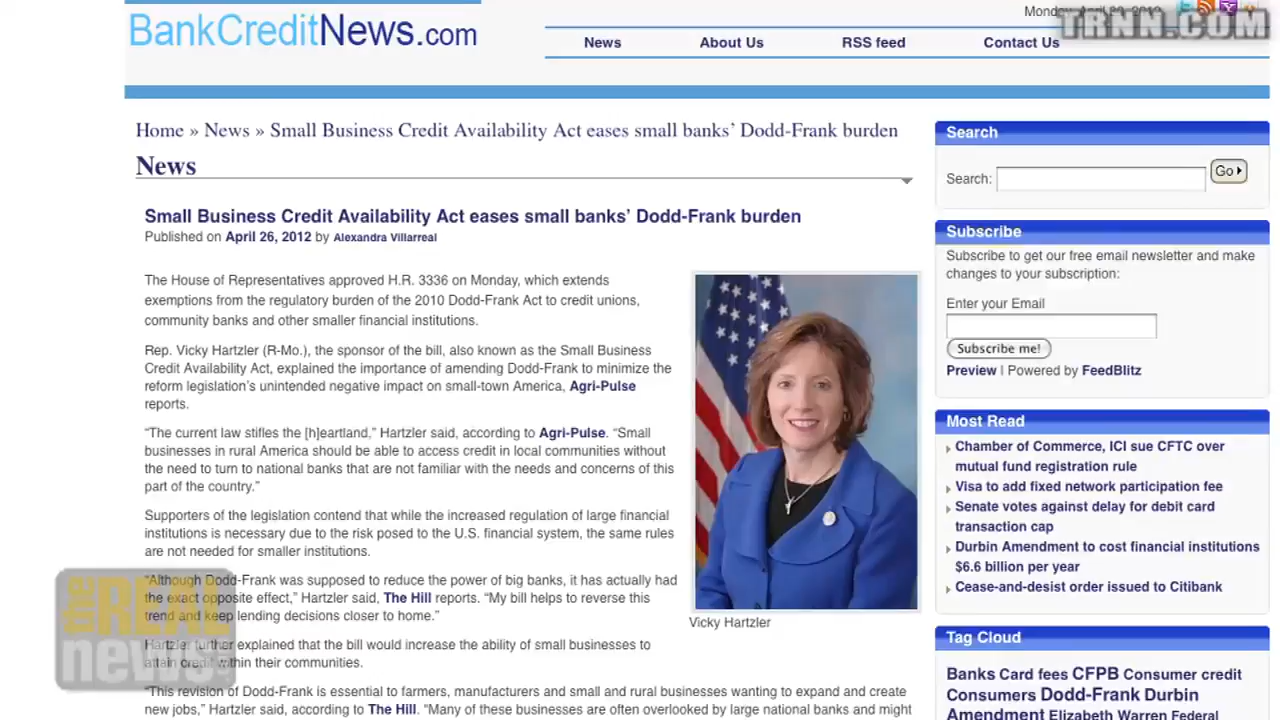 BankCreditNews.com
Monday, April 2
TRNN.COM
News
About Us
RSS feed
Contact Us
Home » News » Small Business Credit Availability Act eases small banks’ Dodd-Frank burden
News
Small Business Credit Availability Act eases small banks’ Dodd-Frank burden
Published on April 26, 2012 by Alexandra Villarreal
The House of Representatives approved H.R. 3336 on Monday, which extends
exemptions from the regulatory burden of the 2010 Dodd-Frank Act to credit unions,
community banks and other smaller financial institutions.
Rep. Vicky Hartzler (R-Mo.), the sponsor of the bill, also known as the Small Business
Credit Availability Act, explained the importance of amending Dodd-Frank to minimize the
reform legislation’s unintended negative impact on small-town America, Agri-Pulse
reports.
“The current law stifles the [h]eartland,” Hartzler said, according to Agri-Pulse. “Small
businesses in rural America should be able to access credit in local communities without
the need to turn to national banks that are not familiar with the needs and concerns of this
part of the country.”
Supporters of the legislation contend that while the increased regulation of large financial
institutions is necessary due to the risk posed to the U.S. financial system, the same rules
are not needed for smaller institutions.
“Although Dodd-Frank was supposed to reduce the power of big banks, it has actually had
the exact opposite effect,” Hartzler said, The Hill reports. “My bill helps to reverse this
trend and keep lending decisions closer to home.”
Hartzler further explained that the bill would increase the ability of small businesses to
attain credit within their communities.
“This revision of Dodd-Frank is essential to farmers, manufacturers and small and rural businesses wanting to expand and create
new jobs,” Hartzler said, according to The Hill. “Many of these businesses are often overlooked by large national banks and might
Vicky Hartzler
the REAL
news
Search
Search:
Go
Subscribe
Subscribe to get our free email newsletter and make
changes to your subscription:
Enter your Email
Subscribe me!
Preview | Powered by FeedBlitz
Most Read
Chamber of Commerce, ICI sue CFTC over
mutual fund registration rule
Visa to add fixed network participation fee
Senate votes against delay for debit card
transaction cap
Durbin Amendment to cost financial institutions
$6.6 billion per year
Cease-and-desist order issued to Citibank
Tag Cloud
Banks Card fees CFPB Consumer credit
Consumers Dodd-Frank Durbin
Amendment Elizabeth Warren Federal